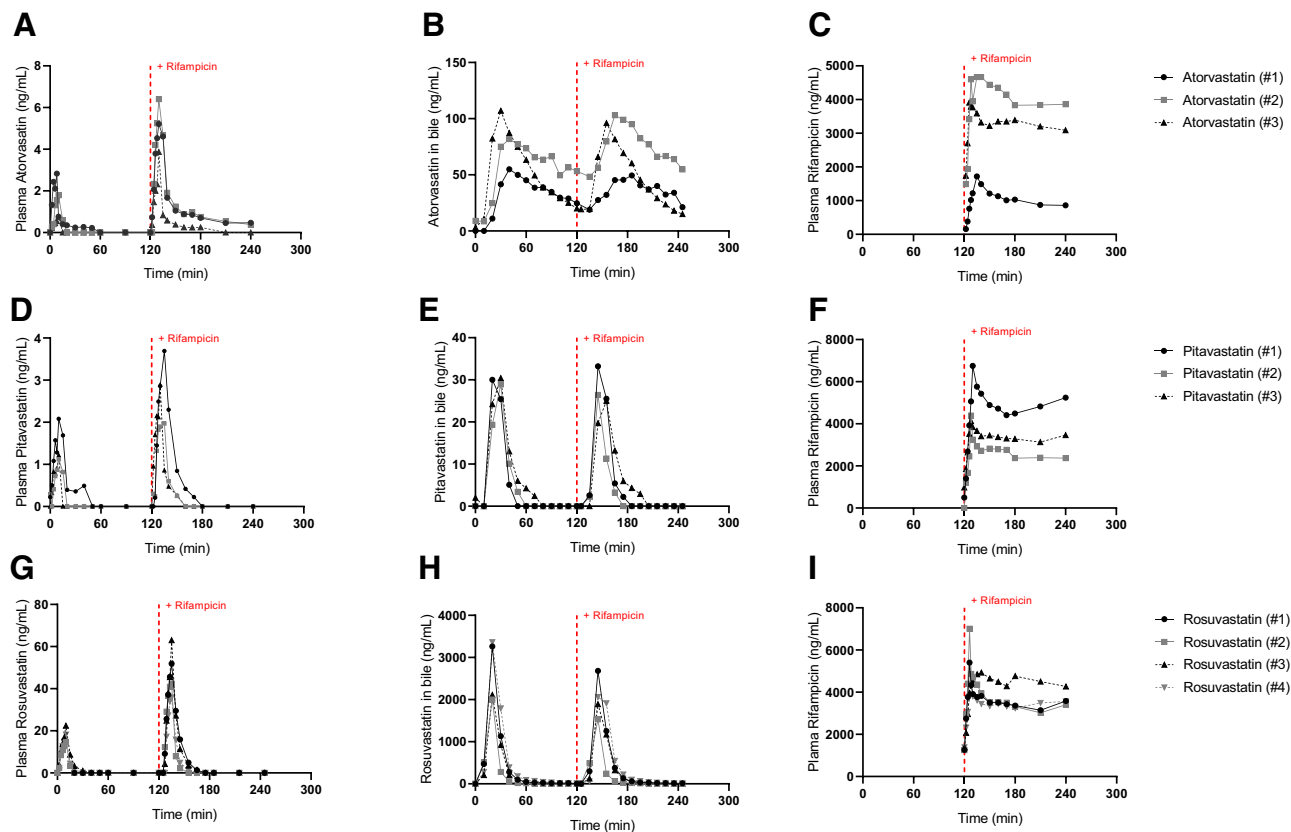 A
Plasma Atorvasatin (ng/mL)
8
6
4
2
0
+ Rifampicin
0 60 120 180 240 300
Time (min)
B
Atorvasatin in bile (ng/mL)
150
100
50
0
+ Rifampicin
0 60 120 180 240 300
Time (min)
C
Plasma Rifampicin (ng/mL)
5000
4000
3000
2000
1000
0
+ Rifampicin
0 60 120 180 240 300
Time (min)
Atorvastatin (#1)
Atorvastatin (#2)
Atorvastatin (#3)
D
Plasma Pitavastatin (ng/mL)
4
3
2
1
0
+ Rifampicin
0 60 120 180 240 300
Time (min)
E
Pitavastatin in bile (ng/mL)
40
30
20
10
0
+ Rifampicin
0 60 120 180 240 300
Time (min)
F
Plasma Rifampicin (ng/mL)
8000
6000
4000
2000
0
+ Rifampicin
0 60 120 180 240 300
Time (min)
Pitavastatin (#1)
Pitavastatin (#2)
Pitavastatin (#3)
G
Plasma Rosuvastatin (ng/mL)
80
60
40
20
0
+ Rifampicin
0 60 120 180 240 300
Time (min)
H
Rosuvastatin in bile (ng/mL)
4000
3000
2000
1000
0
+ Rifampicin
0 60 120 180 240 300
Time (min)
I
Plama Rifampicin (ng/mL)
8000
6000
4000
2000
0
+ Rifampicin
0 60 120 180 240 300
Time (min)
Rosuvastatin (#1)
Rosuvastatin (#2)
Rosuvastatin (#3)
Rosuvastatin (#4)